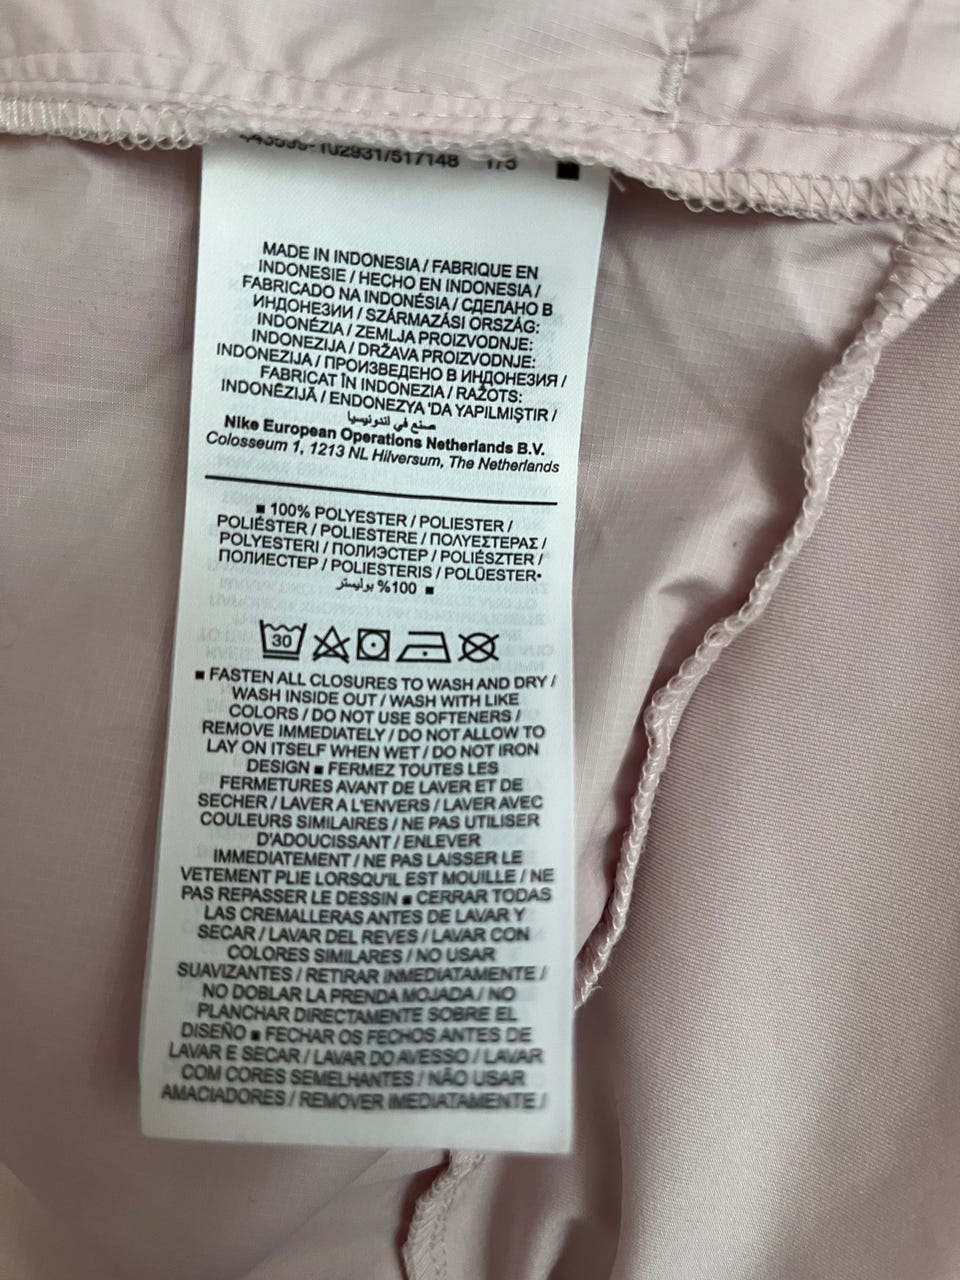 443599-102931/517148 1/5
MADE IN INDONESIA / FABRIQUE EN
INDONESIE / HECHO EN INDONESIA /
FABRICADO NA INDONÉSIA / СДЕЛАНО В
ИНДОНЕЗИИ / SZÁRMAZÁSI ORSZÁG:
INDONÉZIA / ZEMLJA PROIZVODNJE:
INDONEZIJA / DRŽAVA PROIZVODNJE:
INDONEZIJA / ПРОИЗВЕДЕНО В ИНДОНЕЗИЯ /
FABRICAT ÎN INDONEZIA / RAŽOTS:
INDONĒZIJĀ / ENDONEZYA 'DA YAPILMIŞTIR /
صنع في اندونيسيا
Nike European Operations Netherlands B.V.
Colosseum 1, 1213 NL Hilversum, The Netherlands
■ 100% POLYESTER / POLIESTER /
POLIÉSTER / POLIESTERE / ΠΟΛΥΕΣΤΕΡΑΣ /
POLYESTERI / ПОЛИЭСТЕР / POLIÉSZTER /
ПОЛИЕСТЕР / POLIESTERIS / POLÜESTER•
100% بوليستر ■
30
■ FASTEN ALL CLOSURES TO WASH AND DRY /
WASH INSIDE OUT / WASH WITH LIKE
COLORS / DO NOT USE SOFTENERS /
REMOVE IMMEDIATELY / DO NOT ALLOW TO
LAY ON ITSELF WHEN WET / DO NOT IRON
DESIGN ■ FERMEZ TOUTES LES
FERMETURES AVANT DE LAVER ET DE
SECHER / LAVER A L'ENVERS / LAVER AVEC
COULEURS SIMILAIRES / NE PAS UTILISER
D'ADOUCISSANT / ENLEVER
IMMEDIATEMENT / NE PAS LAISSER LE
VETEMENT PLIE LORSQU'IL EST MOUILLE / NE
PAS REPASSER LE DESSIN ■ CERRAR TODAS
LAS CREMALLERAS ANTES DE LAVAR Y
SECAR / LAVAR DEL REVES / LAVAR CON
COLORES SIMILARES / NO USAR
SUAVIZANTES / RETIRAR INMEDIATAMENTE /
NO DOBLAR LA PRENDA MOJADA / NO
PLANCHAR DIRECTAMENTE SOBRE EL
DISEÑO ■ FECHAR OS FECHOS ANTES DE
LAVAR E SECAR / LAVAR DO AVESSO / LAVAR
COM CORES SEMELHANTES / NÃO USAR
AMACIADORES / REMOVER IMEDIATAMENTE /